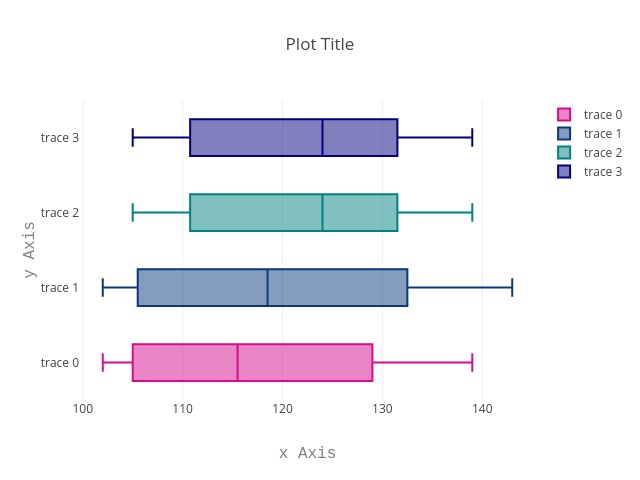 Plot Title
trace 3
trace 2
trace 1
trace 0
y Axis
100 110 120 130 140
x Axis
trace 0
trace 1
trace 2
trace 3